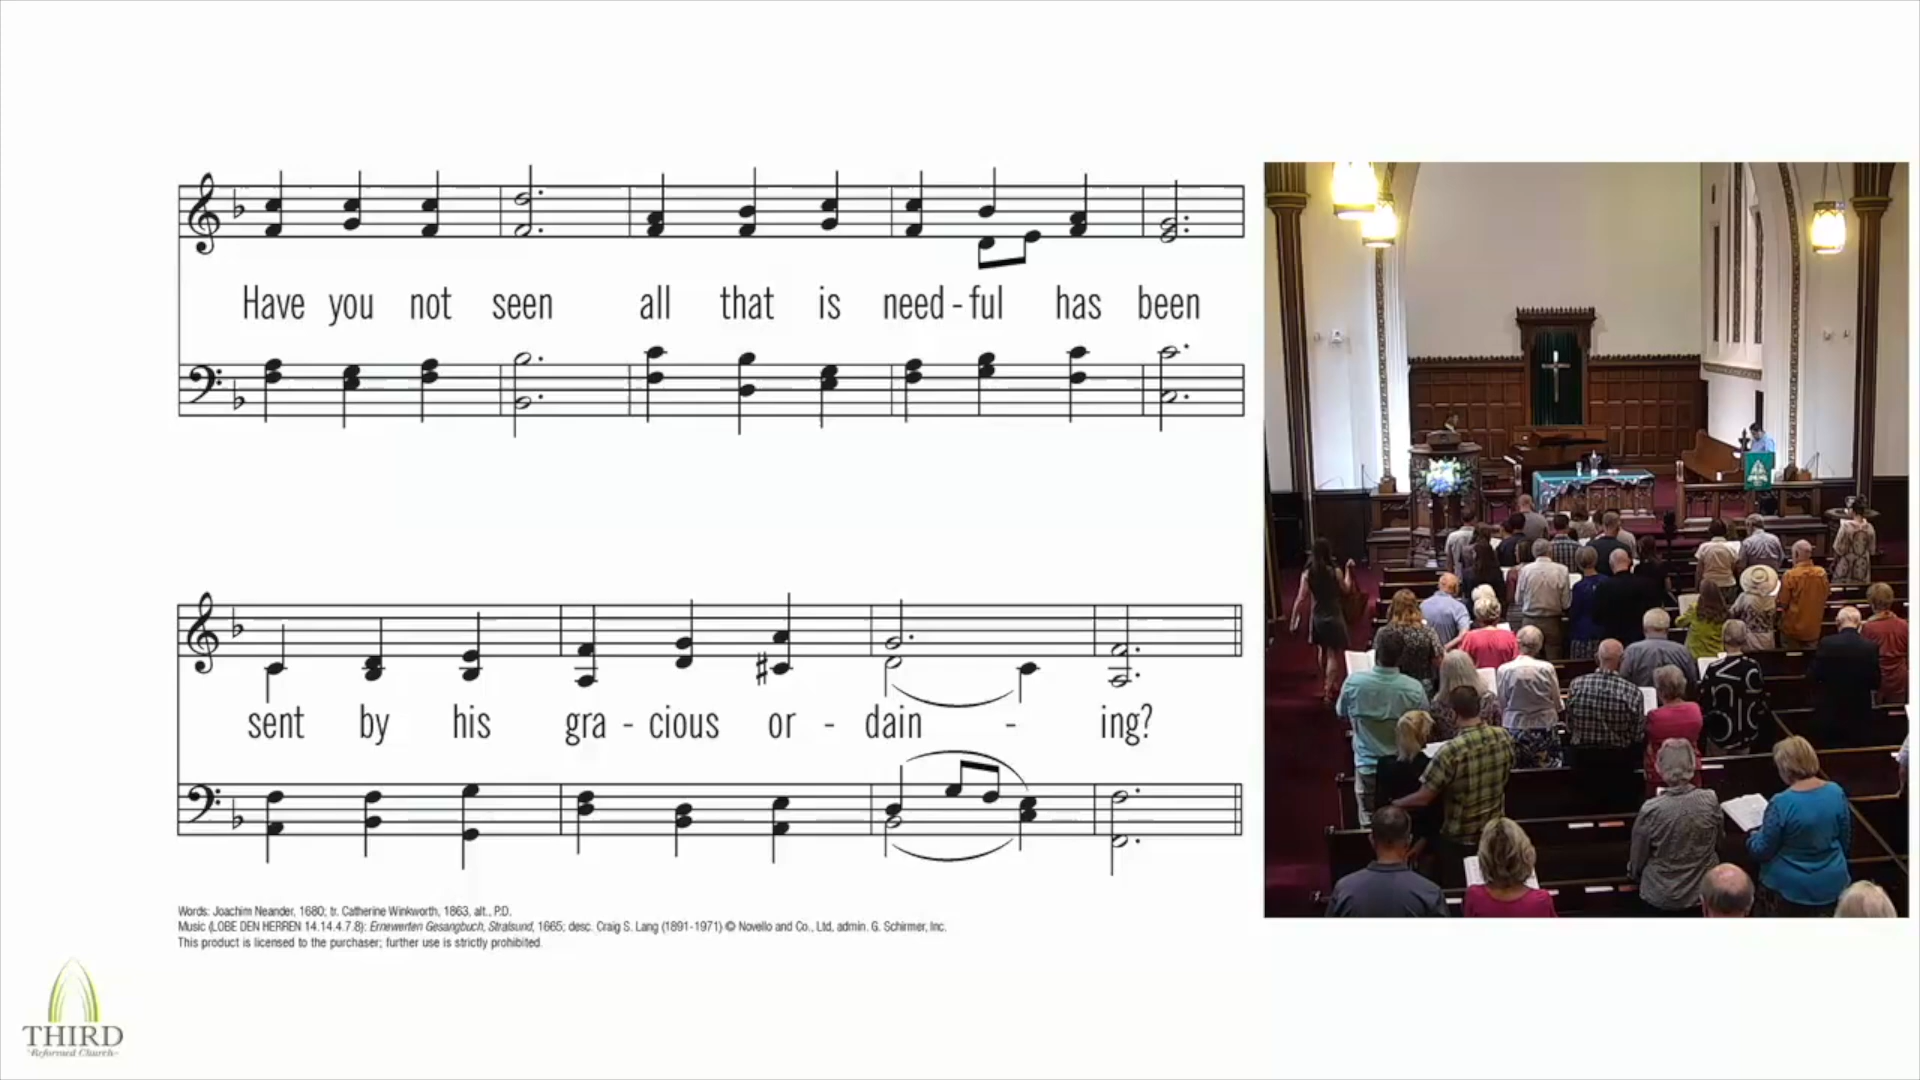 Have you not seen all that is need - ful has been
sent by his gra - cious or - dain - ing?
Words: Joachim Neander, 1680; tr. Catherine Winkworth, 1863, alt., P.D.
Music (LOBE DEN HERREN 14.14.4.7.8): Ernewerten Gesangbuch, Stralsund, 1665; desc. Craig S. Lang (1891-1971) © Novello and Co., Ltd, admin. G. Schirmer, Inc.
This product is licensed to the purchaser; further use is strictly prohibited.
THIRD
Reformed Church